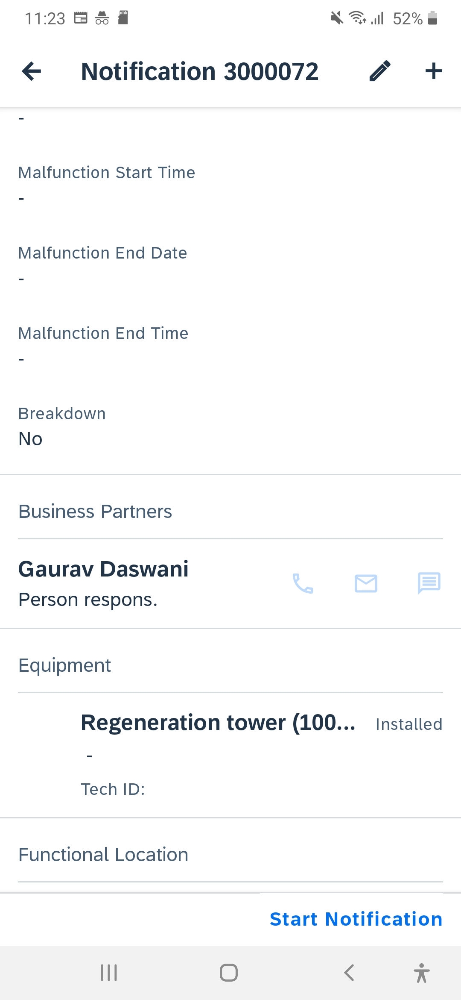 11:23 52%
Notification 3000072
-
Malfunction Start Time
-
Malfunction End Date
-
Malfunction End Time
-
Breakdown
No
Business Partners
Gaurav Daswani
Person respons.
Equipment
Regeneration tower (100... Installed
-
Tech ID:
Functional Location
Start Notification